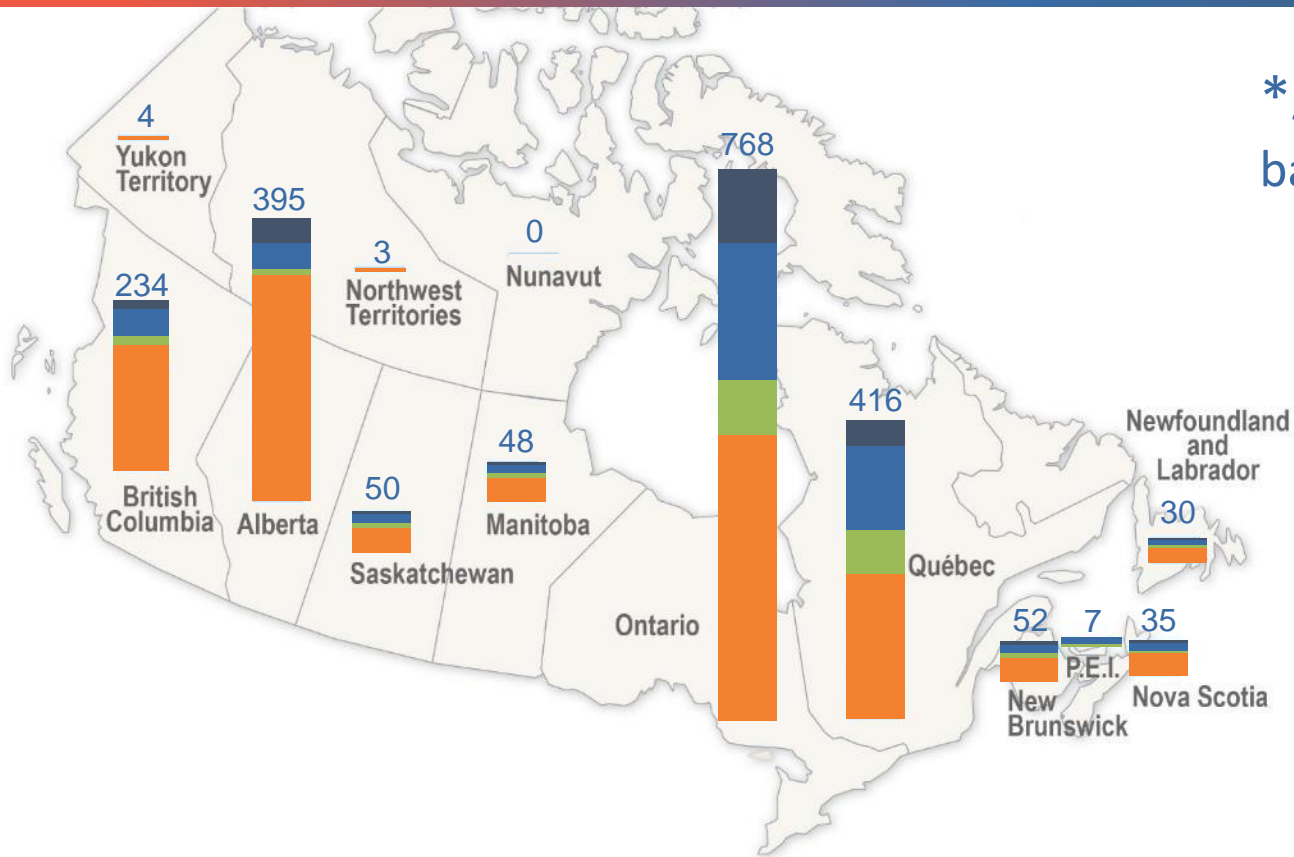 *
ba
4
Yukon
Territory
395
3
Northwest
Territories
0
Nunavut
768
234
British
Columbia
Alberta
50
Saskatchewan
48
Manitoba
Ontario
416
Québec
Newfoundland
and
Labrador
30
52
7
35
P.E.I.
New
Brunswick
Nova Scotia